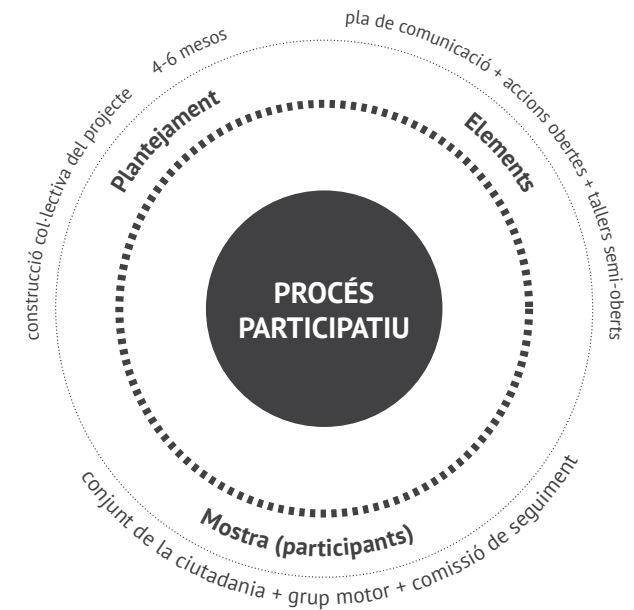 construcció col·lectiva del projecte
4-6 mesos
Plantejament
pla de comunicació + accions obertes + tallers semi-oberts
Elements
PROCÉS
PARTICIPATIU
Mostra (participants)
conjunt de la ciutadania + grup motor + comissió de seguiment